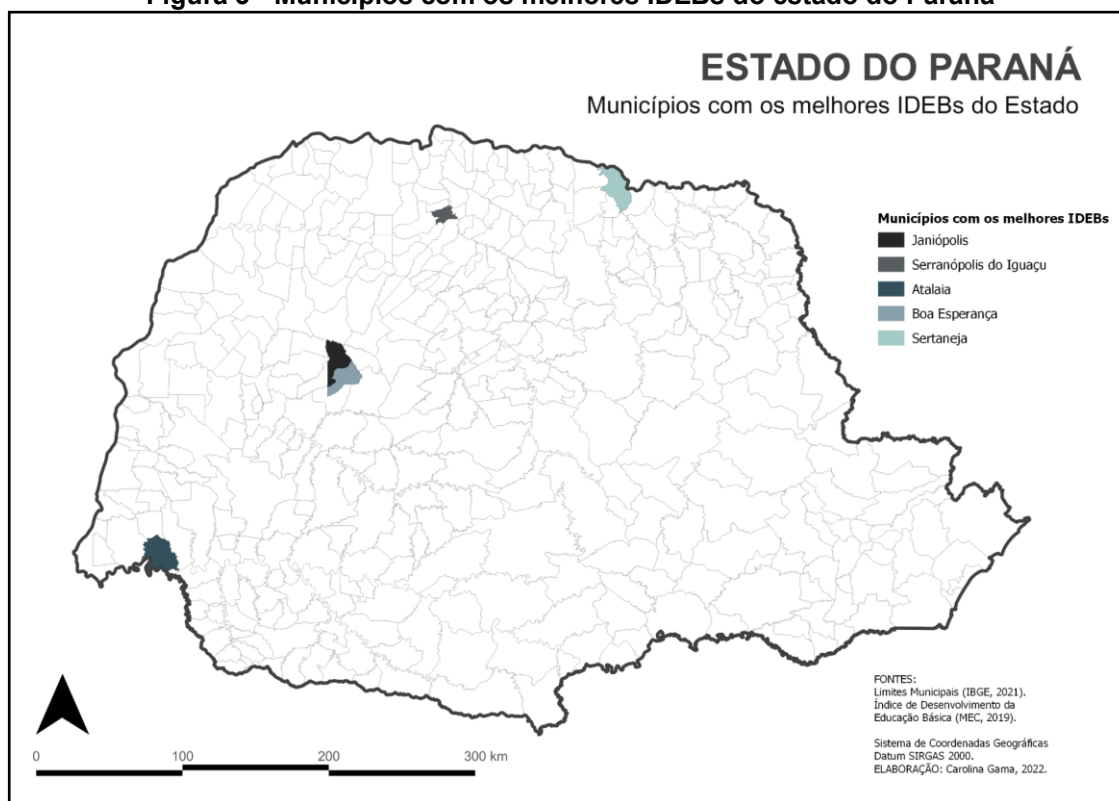 Figura 3 - Municípios com os melhores IDEBs do estado do Paraná
ESTADO DO PARANÁ
Municípios com os melhores IDEBs do Estado
Municípios com os melhores IDEBs
Janiópolis
Serranópolis do Iguaçu
Atalaia
Boa Esperança
Sertaneja
FONTES:
Limites Municipais (IBGE, 2021).
Índice de Desenvolvimento da
Educação Básica (MEC, 2019).
Sistema de Coordenadas Geográficas
Datum SIRGAS 2000.
ELABORAÇÃO: Carolina Gama, 2022.
0 100 200 300 km